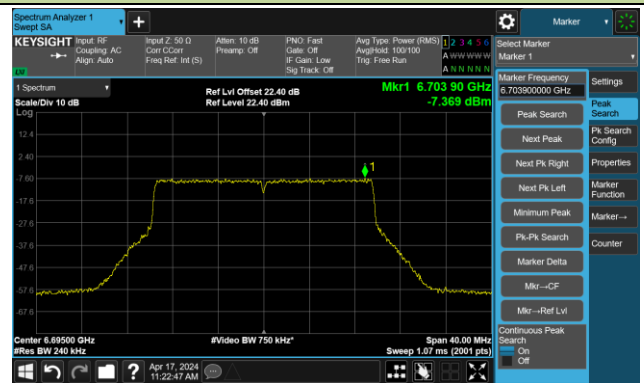 Spectrum Analyzer 1
Swept SA
Marker
KEYSIGHT
Input: RF
Coupling: AC
Align: Auto
Input Z: 50 Ω
Corr CCorr
Freq Ref: Int (S)
Atten: 10 dB
Preamp: Off
PNO: Fast
Gate: Off
IF Gain: Low
Sig Track: Off
Avg Type: Power (RMS)
Avg|Hold: 100/100
Trig: Free Run
1 2 3 4 5 6
A W W W W W
A N N N N N
Select Marker
Marker 1
1 Spectrum
Scale/Div 10 dB
Ref Lvl Offset 22.40 dB
Ref Level 22.40 dBm
Mkr1 6.703 90 GHz
-7.369 dBm
Log
12.4
2.40
-7.60
-17.6
-27.6
-37.6
-47.6
-57.6
-67.6
1
Center 6.69500 GHz
#Res BW 240 kHz
#Video BW 750 kHz*
Span 40.00 MHz
Sweep 1.07 ms (2001 pts)
Marker Frequency
6.703900000 GHz
Peak Search
Next Peak
Next Pk Right
Next Pk Left
Minimum Peak
Pk-Pk Search
Marker Delta
Mkr→CF
Mkr→Ref Lvl
Continuous Peak
Search
On
Off
Settings
Peak
Search
Pk Search
Config
Properties
Marker
Function
Marker→
Counter
Apr 17, 2024
11:22:47 AM